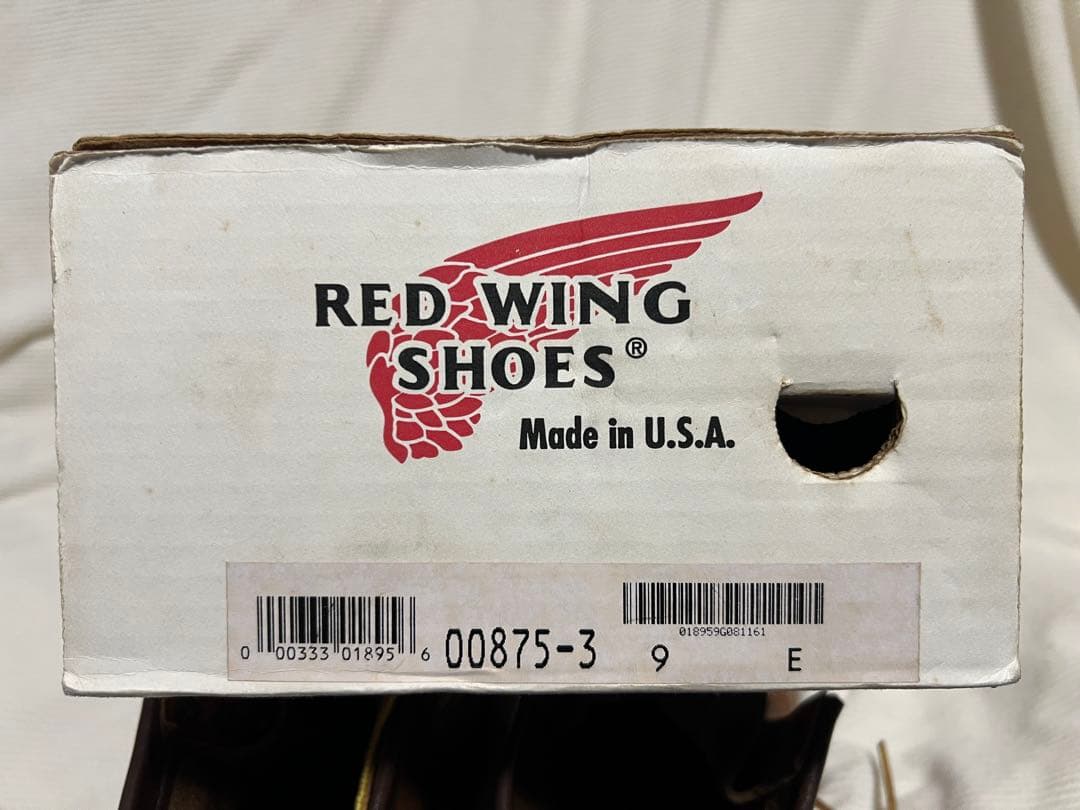 RED WING
SHOES®
Made in U.S.A.
0 00333 01895 6
00875-3
018959G081161
9 E